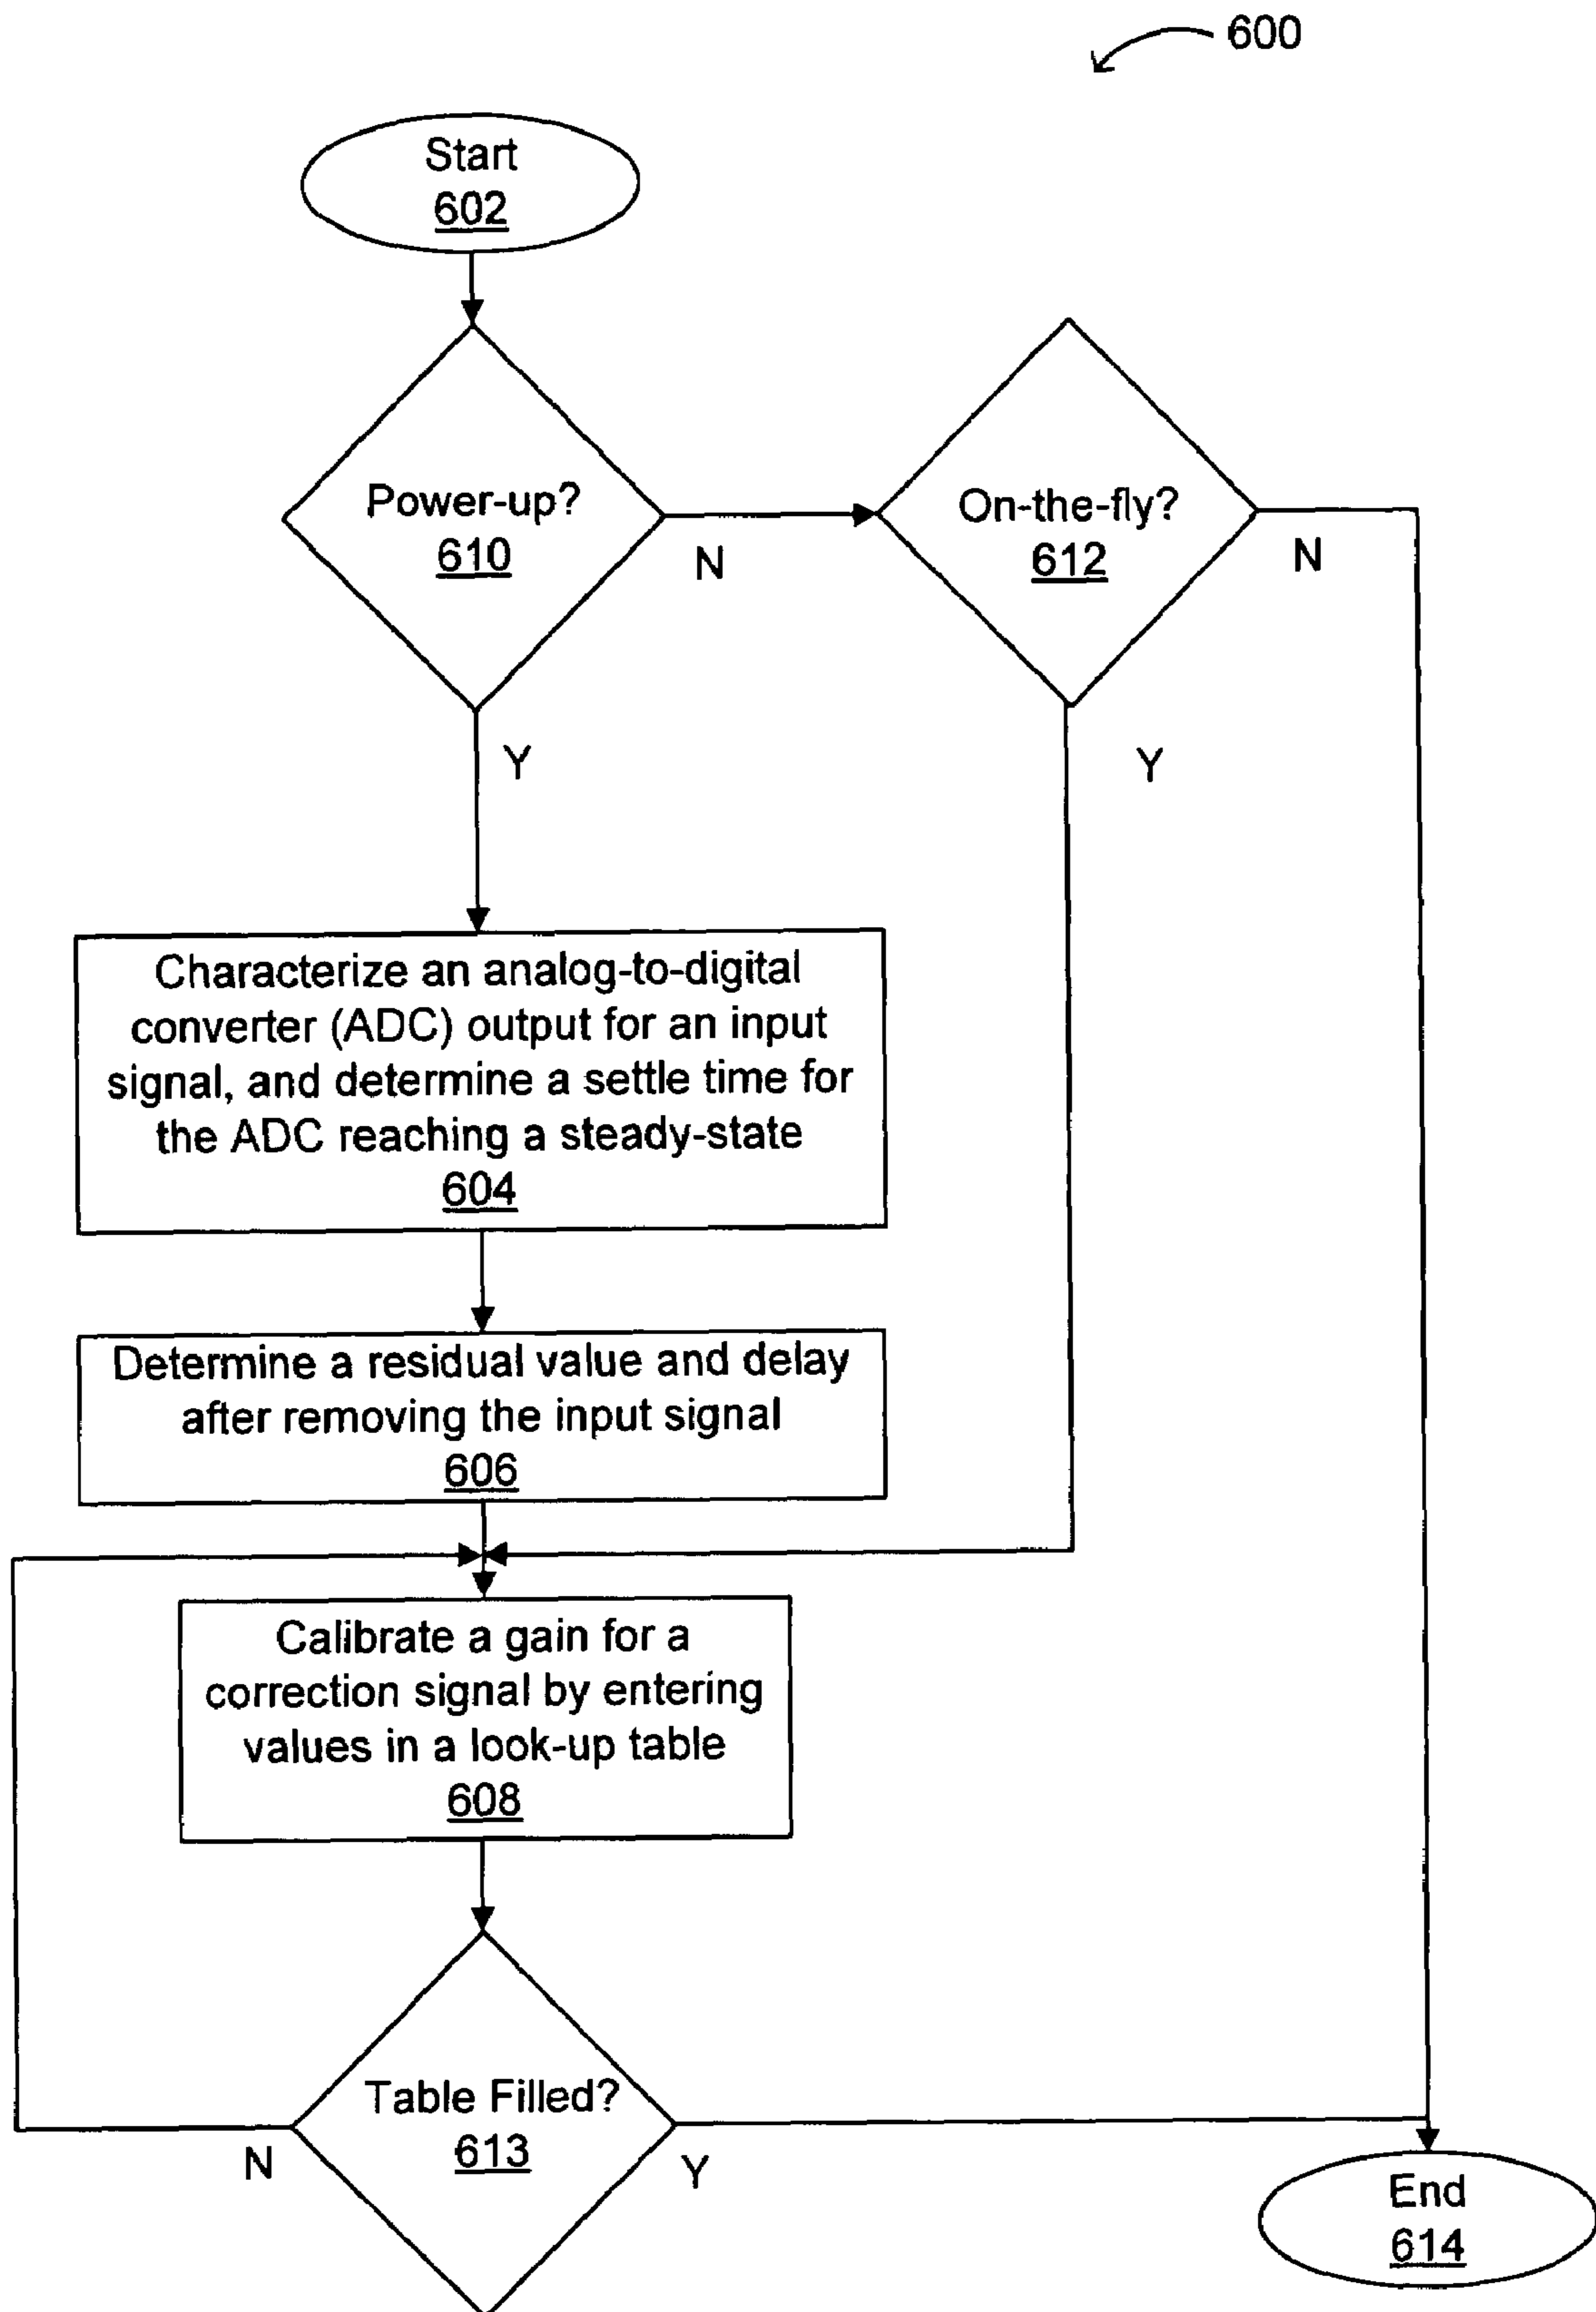 600
Start
602
Power-up?
610
N
On-the-fly?
612
N
Y
Y
Characterize an analog-to-digital
converter (ADC) output for an input
signal, and determine a settle time for
the ADC reaching a steady-state
604
Determine a residual value and delay
after removing the input signal
606
Calibrate a gain for a
correction signal by entering
values in a look-up table
608
Table Filled?
613
N
Y
End
614